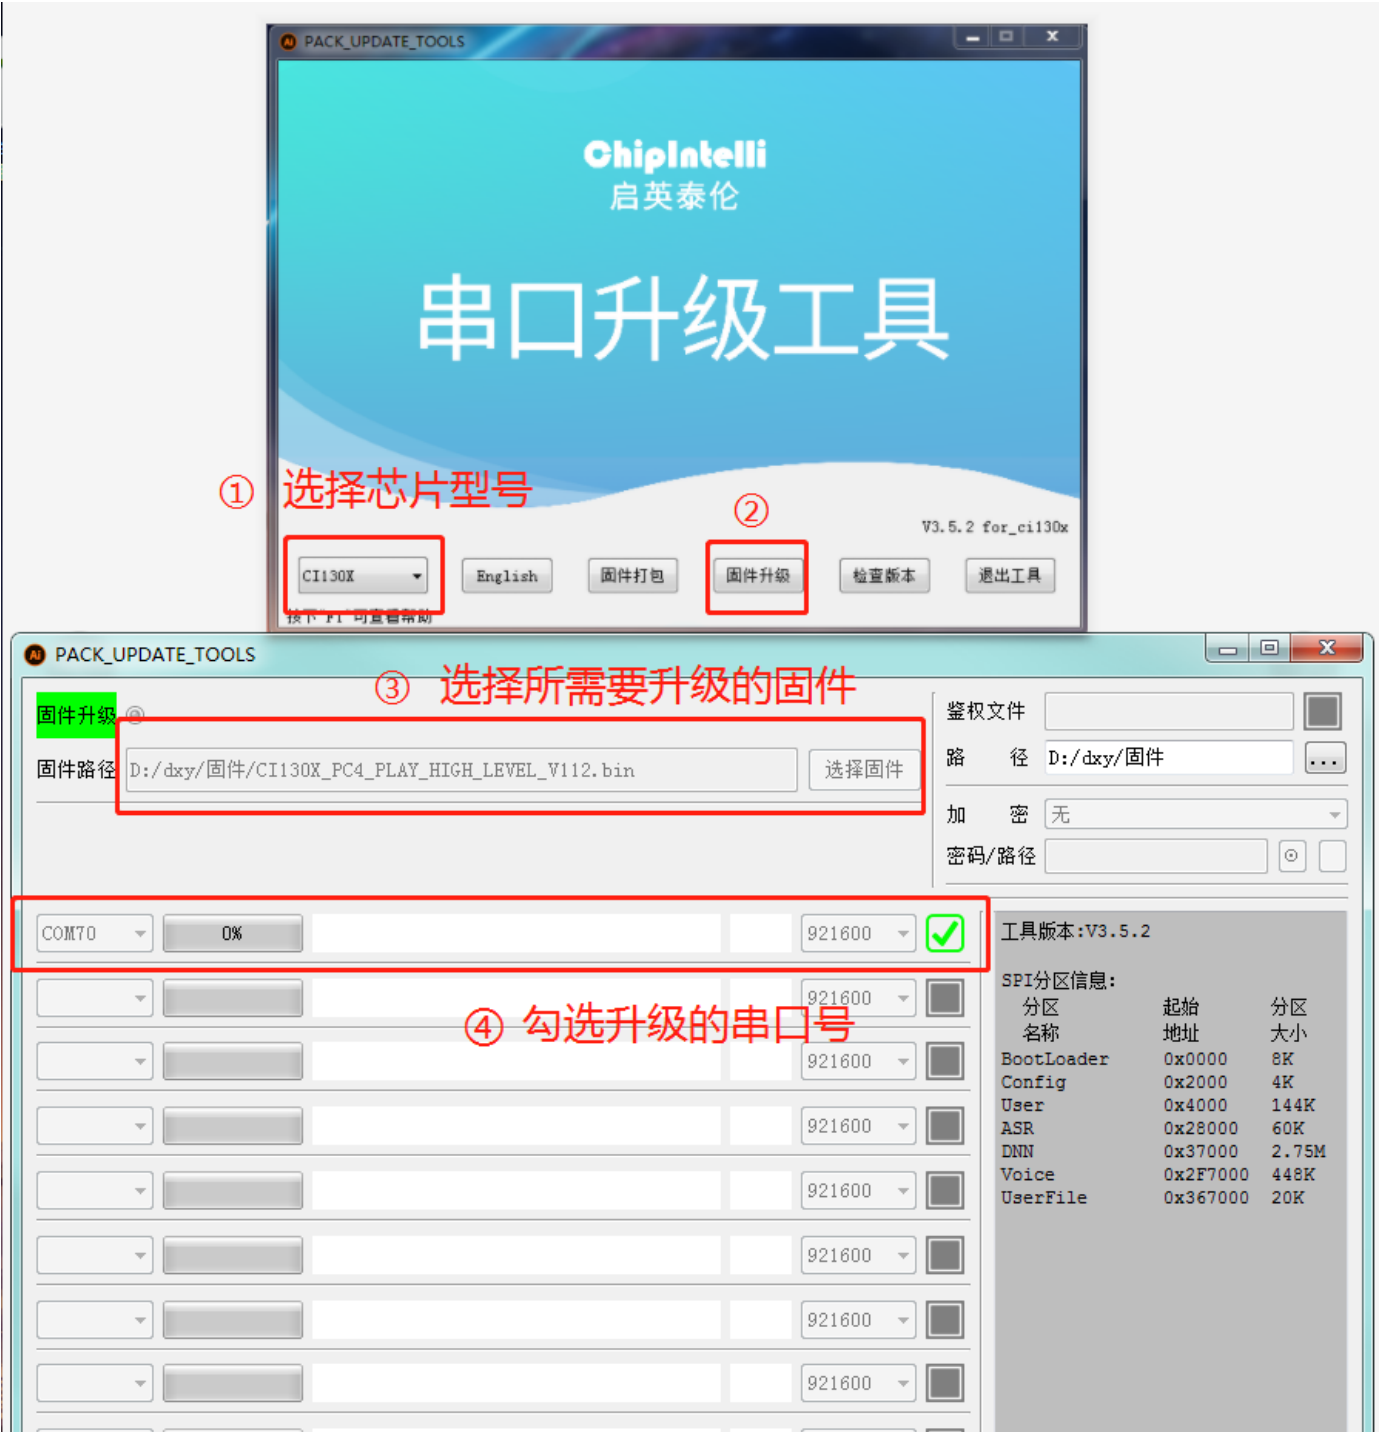 PACK_UPDATE_TOOLS
ChipIntelli
启英泰伦
串口升级工具
① 选择芯片型号
②
V3.5.2 for_ci130x
CI130X English 固件打包 固件升级 检查版本 退出工具
按下"F1"可查看帮助
PACK_UPDATE_TOOLS
③ 选择所需要升级的固件
固件升级
固件路径 D:/dxy/固件/CI130X_PC4_PLAY_HIGH_LEVEL_V112.bin 选择固件
鉴权文件
路 径 D:/dxy/固件 ...
加 密 无
密码/路径
COM70 0% 921600
921600
④ 勾选升级的串口号
921600
921600
921600
921600
921600
921600
工具版本:V3.5.2
SPI分区信息:
分区 起始 分区
名称 地址 大小
BootLoader 0x0000 8K
Config 0x2000 4K
User 0x4000 144K
ASR 0x28000 60K
DNN 0x37000 2.75M
Voice 0x2F7000 448K
UserFile 0x367000 20K